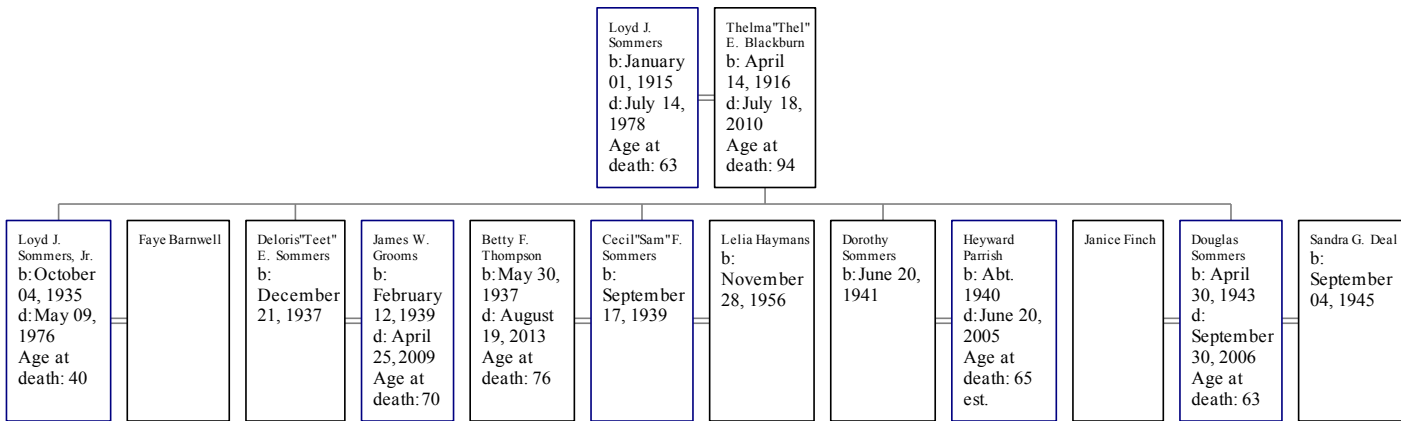 Loyd J.
Sommers
b:January
01, 1915
d:July 14,
1978
Age at
death: 63
Thelma"Thel"
E. Blackburn
b: April
14, 1916
d:July 18,
2010
Age at
death: 94
Loyd J.
Sommers, Jr.
b:October
04, 1935
d:May 09,
1976
Age at
death: 40
Faye Barnwell
Deloris"Teet"
E. Sommers
b:
December
21, 1937
James W.
Grooms
b:
February
12, 1939
d: April
25, 2009
Age at
death: 70
Betty F.
Thompson
b:May 30,
1937
d: August
19, 2013
Age at
death: 76
Cecil"Sam"F.
Sommers
b:
September
17, 1939
Lelia Haymans
b:
November
28, 1956
Dorothy
Sommers
b:June 20,
1941
Heyward
Parrish
b: Abt.
1940
d:June 20,
2005
Age at
death: 65
est.
Janice Finch
Douglas
Sommers
b: April
30, 1943
d:
September
30, 2006
Age at
death: 63
Sandra G. Deal
b:
September
04, 1945